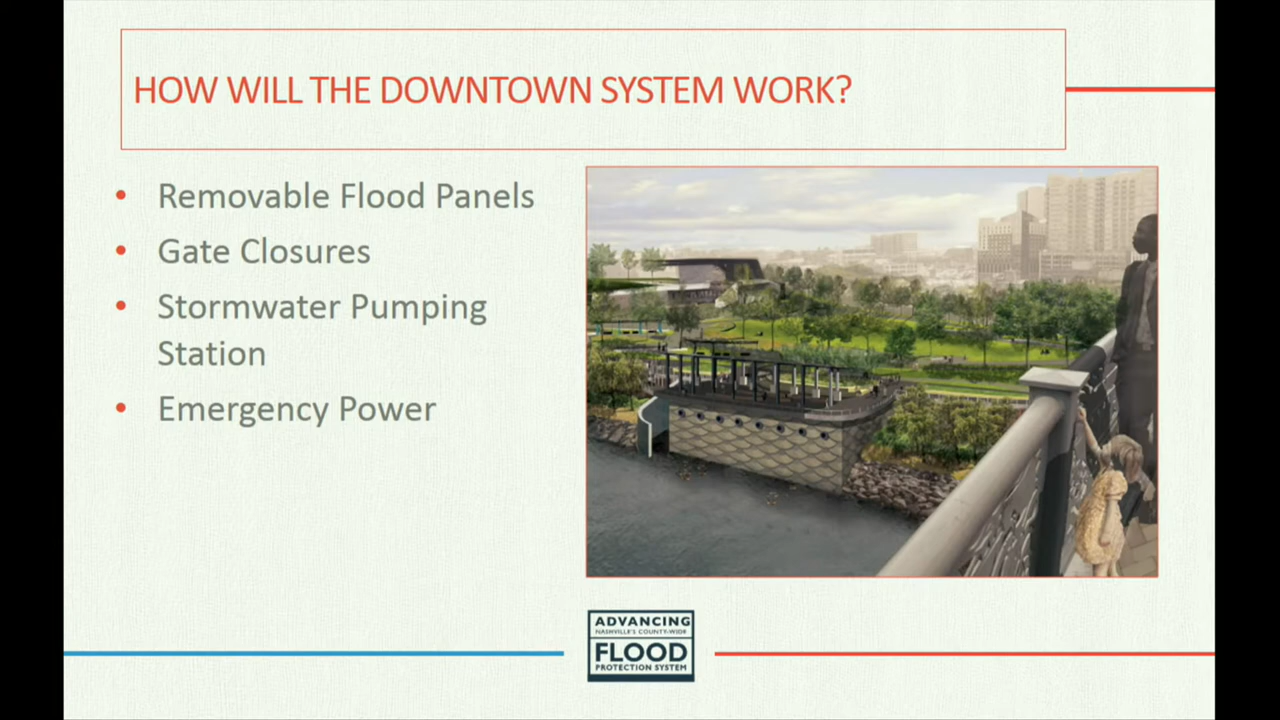 HOW WILL THE DOWNTOWN SYSTEM WORK?
• Removable Flood Panels
• Gate Closures
• Stormwater Pumping
Station
• Emergency Power
ADVANCING
NASHVILLE'S COUNTY-WIDE
FLOOD
PROTECTION SYSTEM